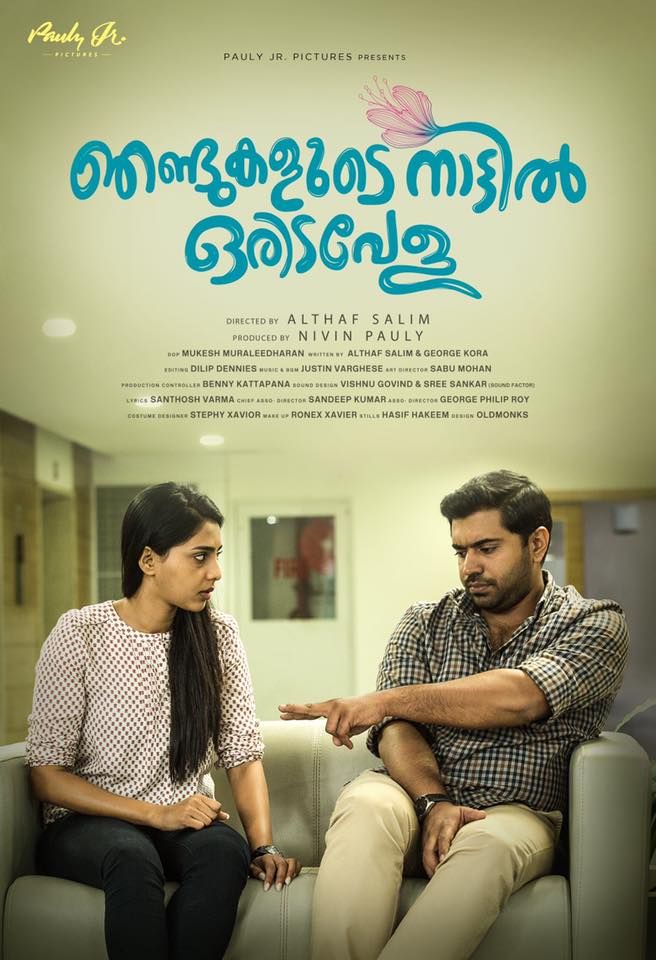 Pauly Jr.
PICTURES
PAULY JR. PICTURES PRESENTS
ഞണ്ടുകളുടെ നാട്ടിൽ
ഒരിടവേള
DIRECTED BY ALTHAF SALIM
PRODUCED BY NIVIN PAULY
DOP MUKESH MURALEEDHARAN WRITTEN BY ALTHAF SALIM & GEORGE KORA
EDITING DILIP DENNIES MUSIC & BGM JUSTIN VARGHESE ART DIRECTOR SABU MOHAN
PRODUCTION CONTROLLER BENNY KATTAPANA SOUND DESIGN VISHNU GOVIND & SREE SANKAR (SOUND FACTOR)
LYRICS SANTHOSH VARMA CHIEF ASSO: DIRECTOR SANDEEP KUMAR ASSO: DIRECTOR GEORGE PHILIP ROY
COSTUME DESIGNER STEPHY XAVIOR MAKE UP RONEX XAVIER STILLS HASIF HAKEEM DESIGN OLDMONKS